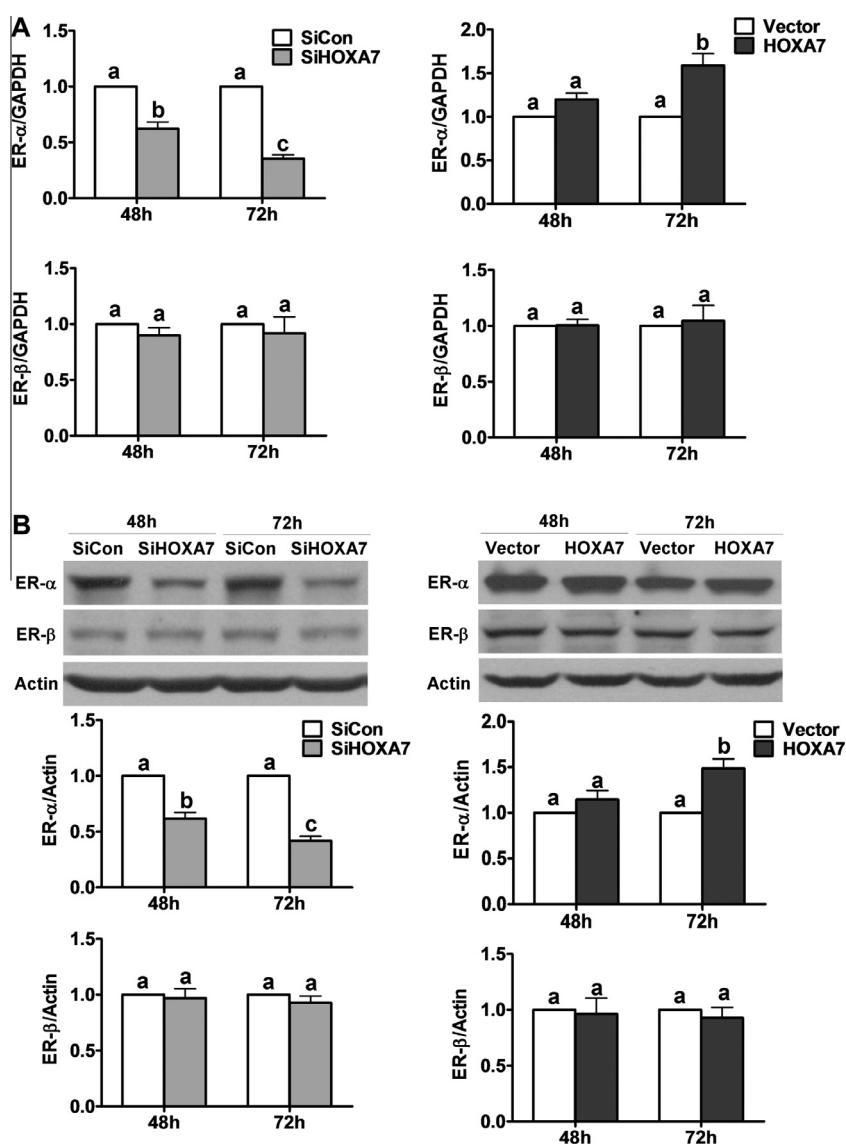 A
SiCon
SiHOXA7
ER-α/GAPDH
1.5
1.0
0.5
0.0
a
b
a
c
48h
72h
Vector
HOXA7
ER-α/GAPDH
2.0
1.5
1.0
0.5
0.0
a
a
a
b
48h
72h
ER-β/GAPDH
1.5
1.0
0.5
0.0
a
a
a
a
48h
72h
ER-β/GAPDH
1.5
1.0
0.5
0.0
a
a
a
a
48h
72h
B
48h
72h
SiCon
SiHOXA7
SiCon
SiHOXA7
ER-α
ER-β
Actin
48h
72h
Vector
HOXA7
Vector
HOXA7
ER-α
ER-β
Actin
SiCon
SiHOXA7
ER-α/Actin
1.5
1.0
0.5
0.0
a
b
a
c
48h
72h
Vector
HOXA7
ER-α/Actin
2.0
1.5
1.0
0.5
0.0
a
a
a
b
48h
72h
ER-β/Actin
1.5
1.0
0.5
0.0
a
a
a
a
48h
72h
ER-β/Actin
1.5
1.0
0.5
0.0
a
a
a
a
48h
72h